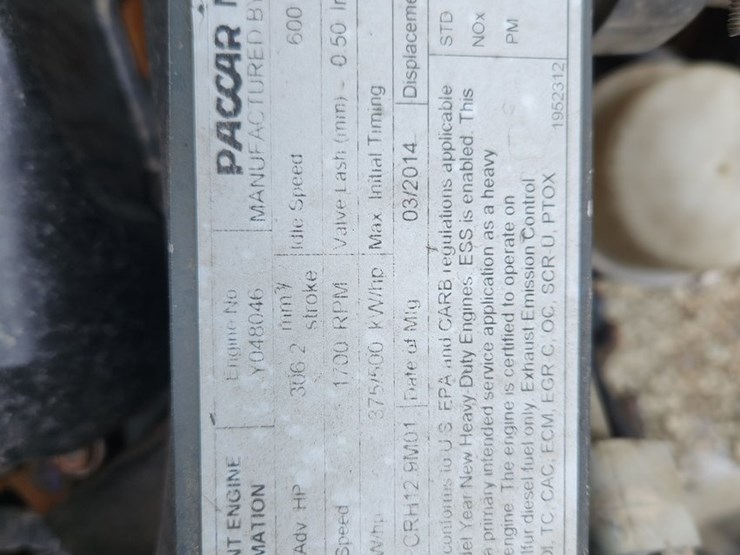 NT ENGINE
MATION
Engine No
Y048046
PACCAR
MANUFACTURED BY
Adv. HP
306.2 mm³/
stroke
Idle Speed
600
Speed
1700 RPM
Valve Lash (mm) - 0.50 In
375/500 KW/hp
Max. Initial Timing
CRH12.9M01
Date of Mfg
03/2014
Displaceme
conforms to U.S. EPA and CARB regulations applicable
el Year New Heavy Duty Engines. ESS is enabled. This
a primary intended service application as a heavy
engine. The engine is certified to operate on
lfur diesel fuel only. Exhaust Emission Control
TC, CAC, ECM, EGR C, OC, SCR U, PTOX
STD
NOx
PM
1952312